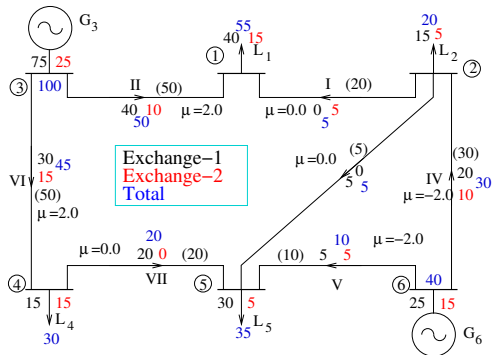 G3
55
20
40 15 L1
15 5 L2
75 25
①
②
③ 100
II (50)
I (20)
40 10 μ=2.0
50
μ=0.0 0 5
5
(5)
μ=0.0
0
5 5
30 45
VI 15
(50)
μ=2.0
Exchange−1
Exchange−2
Total
(30)
IV 20 30
μ=−2.0 10
μ=0.0 20
20 0 (20)
VII
10 μ=−2.0
(10) 5 5
V
④
15 15
L4
30
⑤
30 5
L5
35
⑥ 40
25 15
G6